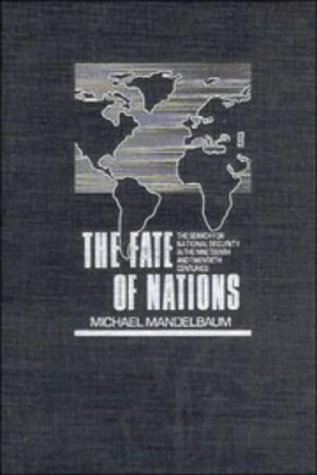 THE FATE
OF NATIONS
THE SEARCH FOR
NATIONAL SECURITY
IN THE NINETEENTH
AND TWENTIETH
CENTURIES
MICHAEL MANDELBAUM